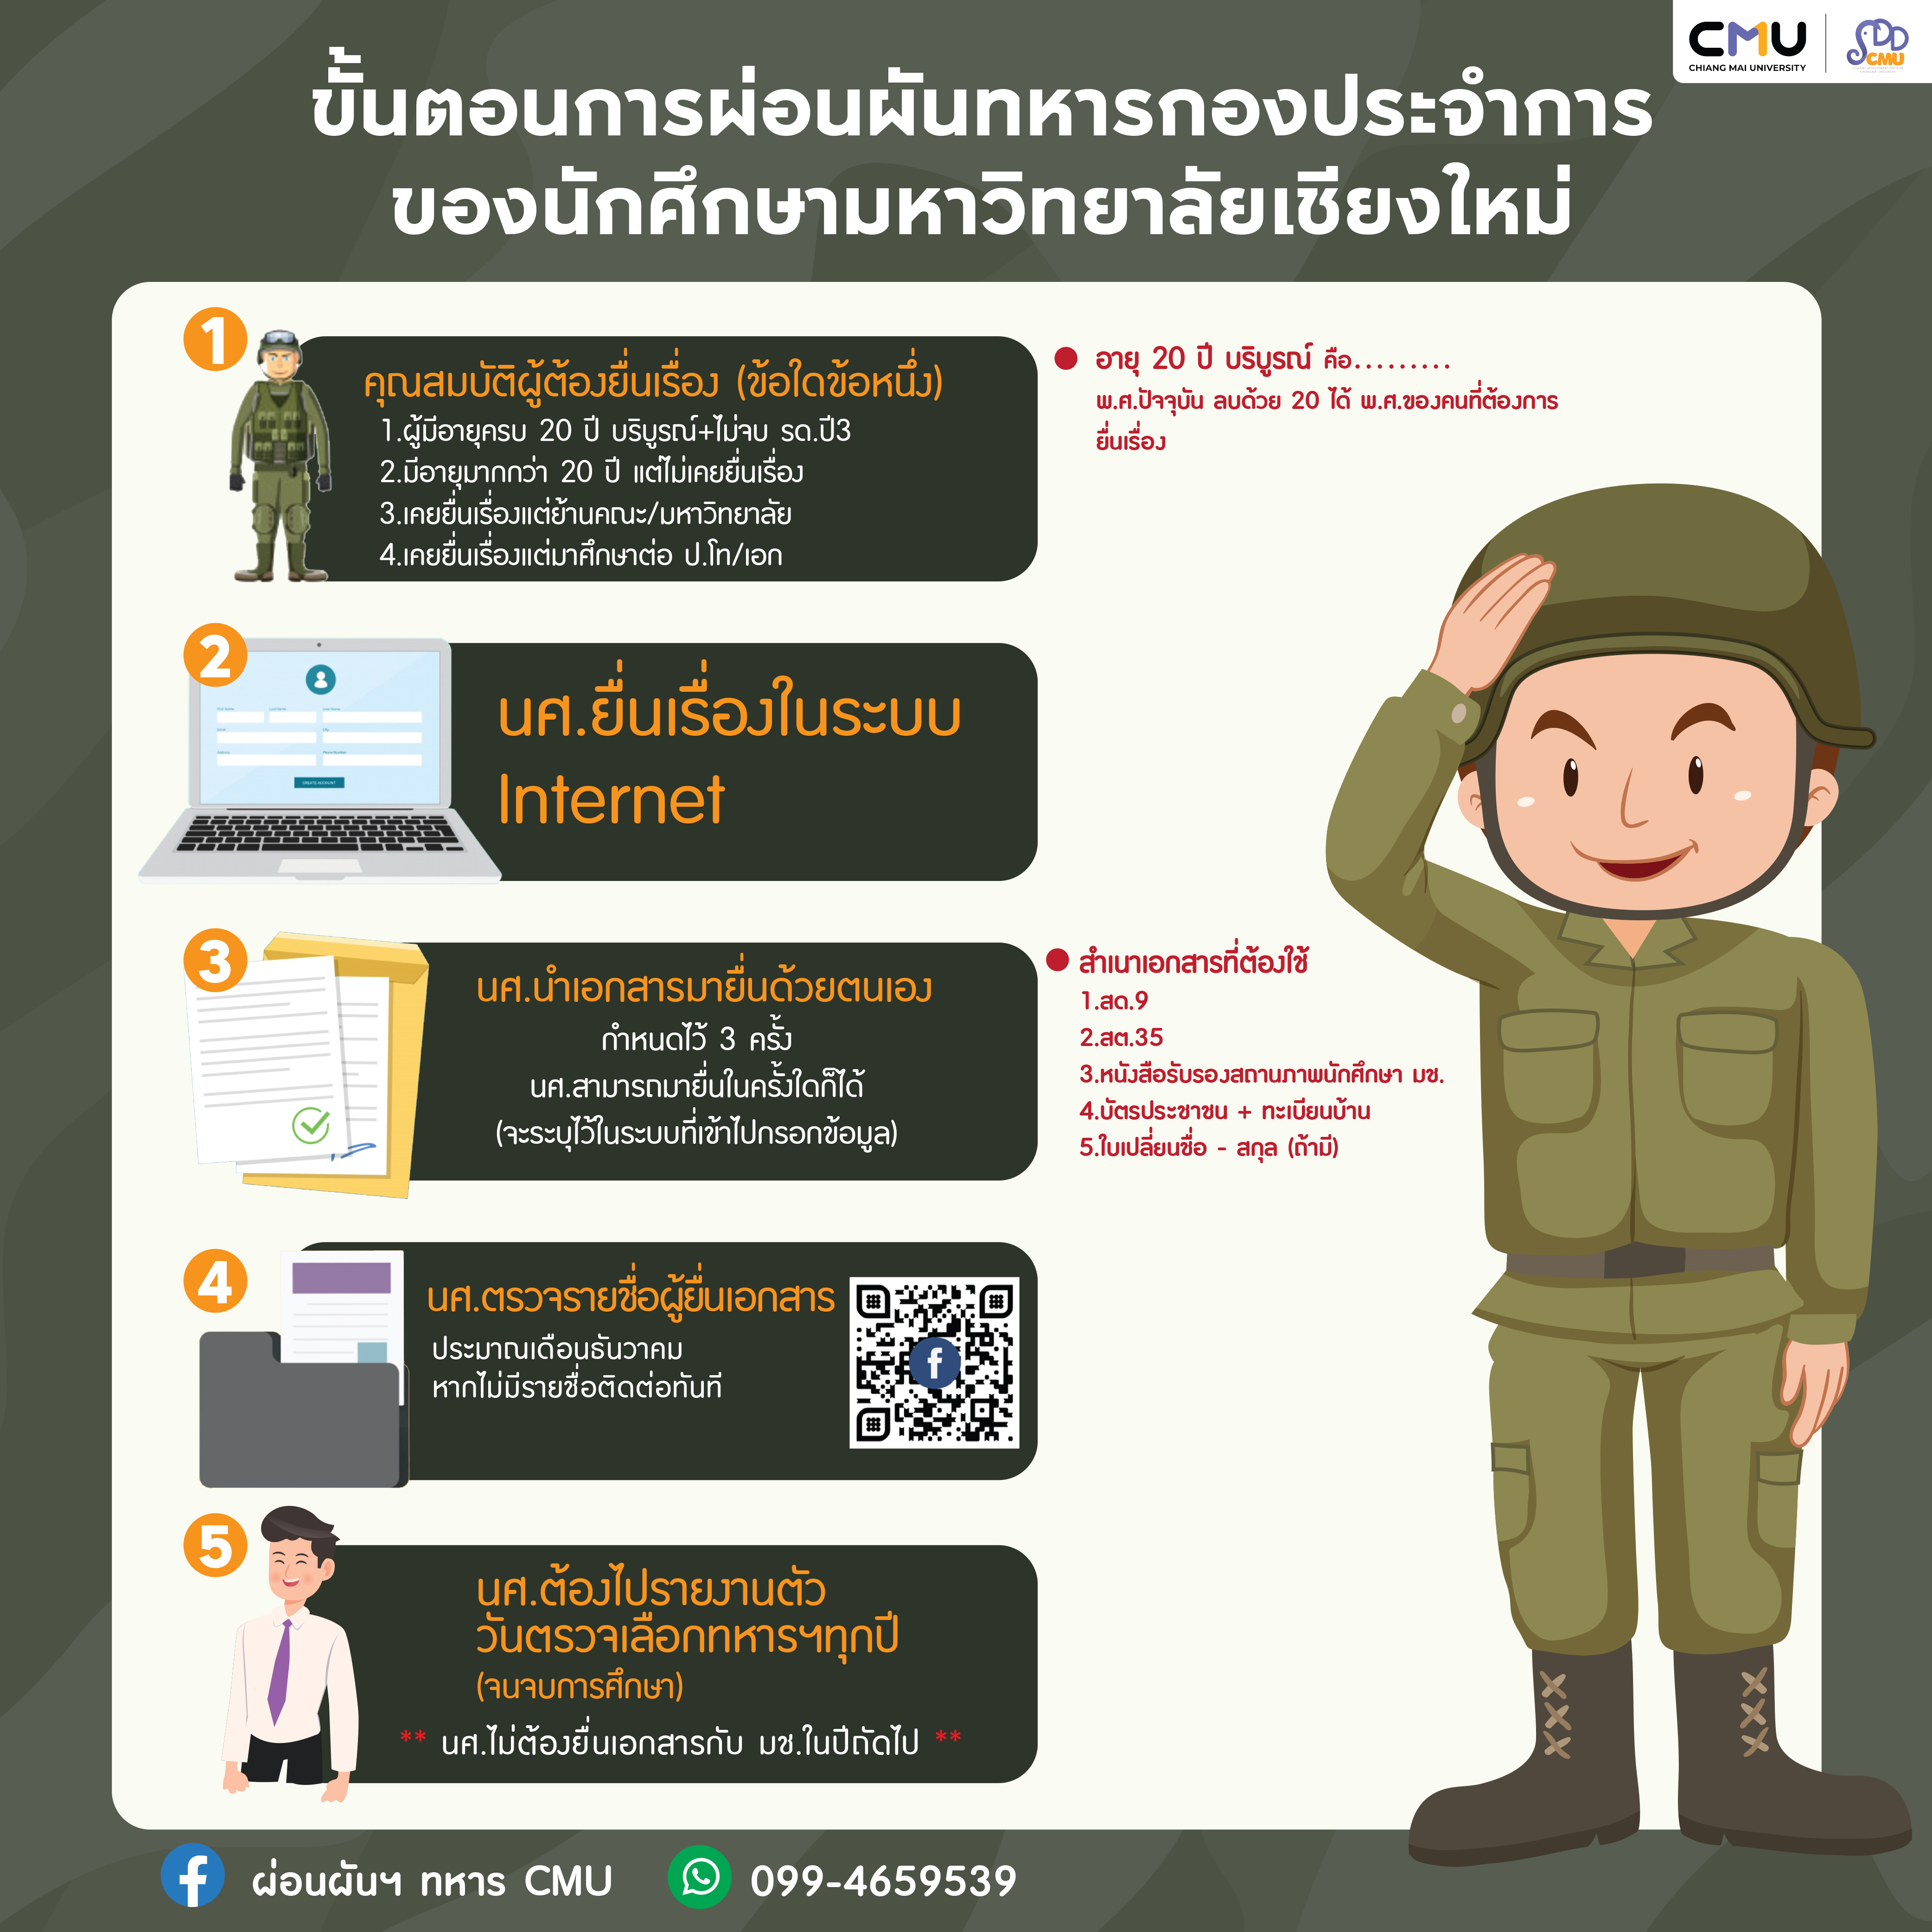 CMU
CHIANG MAI UNIVERSITY
SDD
CMU
ขั้นตอนการผ่อนผันทหารกองประจำการ
ของนักศึกษามหาวิทยาลัยเชียงใหม่
1
คุณสมบัติผู้ต้องยื่นเรื่อง (ข้อใดข้อหนึ่ง)
1.ผู้มีอายุครบ 20 ปี บริบูรณ์+ไม่จบ รด.ปี3
2.มีอายุมากกว่า 20 ปี แต่ไม่เคยยื่นเรื่อง
3.เคยยื่นเรื่องแต่ย้านคณะ/มหาวิทยาลัย
4.เคยยื่นเรื่องแต่มาศึกษาต่อ ป.โท/เอก
อายุ 20 ปี บริบูรณ์ คือ.........
พ.ศ.ปัจจุบัน ลบด้วย 20 ได้ พ.ศ.ของคนที่ต้องการ
ยื่นเรื่อง
2
CREATE ACCOUNT
นศ.ยื่นเรื่องในระบบ
Internet
3
นศ.นำเอกสารมายื่นด้วยตนเอง
กำหนดไว้ 3 ครั้ง
นศ.สามารถมายื่นในครั้งใดก็ได้
(จะระบุไว้ในระบบที่เข้าไปกรอกข้อมูล)
สำเนาเอกสารที่ต้องใช้
1.สด.9
2.สต.35
3.หนังสือรับรองสถานภาพนักศึกษา มช.
4.บัตรประชาชน + ทะเบียนบ้าน
5.ใบเปลี่ยนชื่อ - สกุล (ถ้ามี)
4
นศ.ตรวจรายชื่อผู้ยื่นเอกสาร
ประมาณเดือนธันวาคม
หากไม่มีรายชื่อติดต่อทันที
5
นศ.ต้องไปรายงานตัว
วันตรวจเลือกทหารฯทุกปี
(จนจบการศึกษา)
** นศ.ไม่ต้องยื่นเอกสารกับ มช.ในปีถัดไป **
ผ่อนผันฯ ทหาร CMU
099-4659539